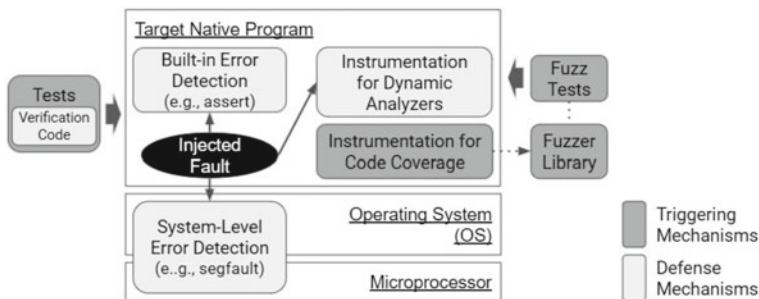 Target Native Program
Built-in Error
Detection
(e.g., assert)
Instrumentation
for Dynamic
Analyzers
Fuzz
Tests
Tests
Verification
Code
Injected
Fault
Instrumentation for
Code Coverage
Fuzzer
Library
System-Level
Error Detection
(e..g, segfault)
Operating System
(OS)
Microprocessor
Triggering
Mechanisms
Defense
Mechanisms